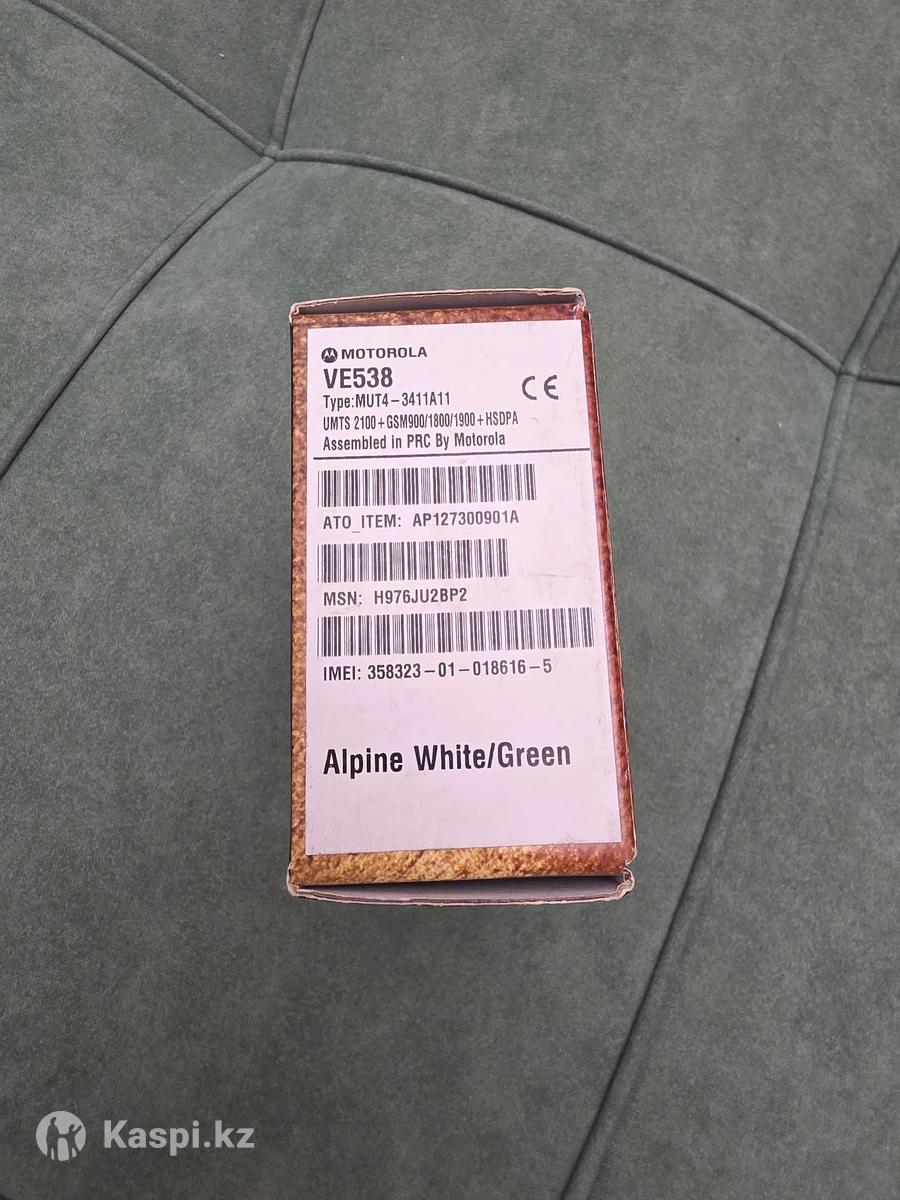 MOTOROLA
VE538
Type:MUT4-3411A11
CE
UMTS 2100+GSM900/1800/1900+HSDPA
Assembled in PRC By Motorola
ATO_ITEM: AP127300901A
MSN: H976JU2BP2
IMEI: 358323-01-018616-5
Alpine White/Green
Kaspi.kz